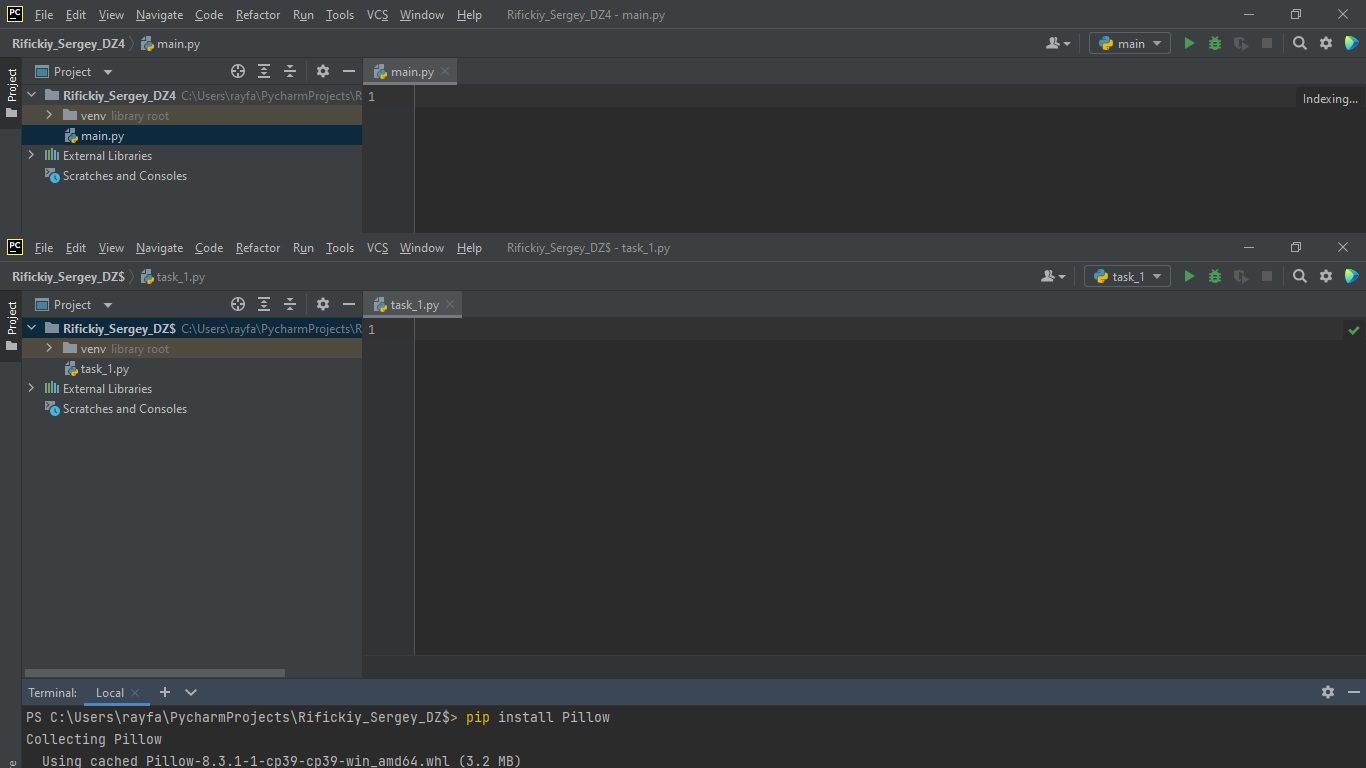 PC File Edit View Navigate Code Refactor Run Tools VCS Window Help Rifickiy_Sergey_DZ4 - main.py
Rifickiy_Sergey_DZ4 main.py main
Project Project main.py
Rifickiy_Sergey_DZ4 C:\Users\rayfa\PycharmProjects\R 1 Indexing...
venv library root
main.py
External Libraries
Scratches and Consoles
PC File Edit View Navigate Code Refactor Run Tools VCS Window Help Rifickiy_Sergey_DZ$ - task_1.py
Rifickiy_Sergey_DZ$ task_1.py task_1
Project Project task_1.py
Rifickiy_Sergey_DZ$ C:\Users\rayfa\PycharmProjects\R 1
venv library root
task_1.py
External Libraries
Scratches and Consoles
Terminal: Local
PS C:\Users\rayfa\PycharmProjects\Rifickiy_Sergey_DZ$> pip install Pillow
Collecting Pillow
Using cached Pillow-8.3.1-1-cp39-cp39-win_amd64.whl (3.2 MB)